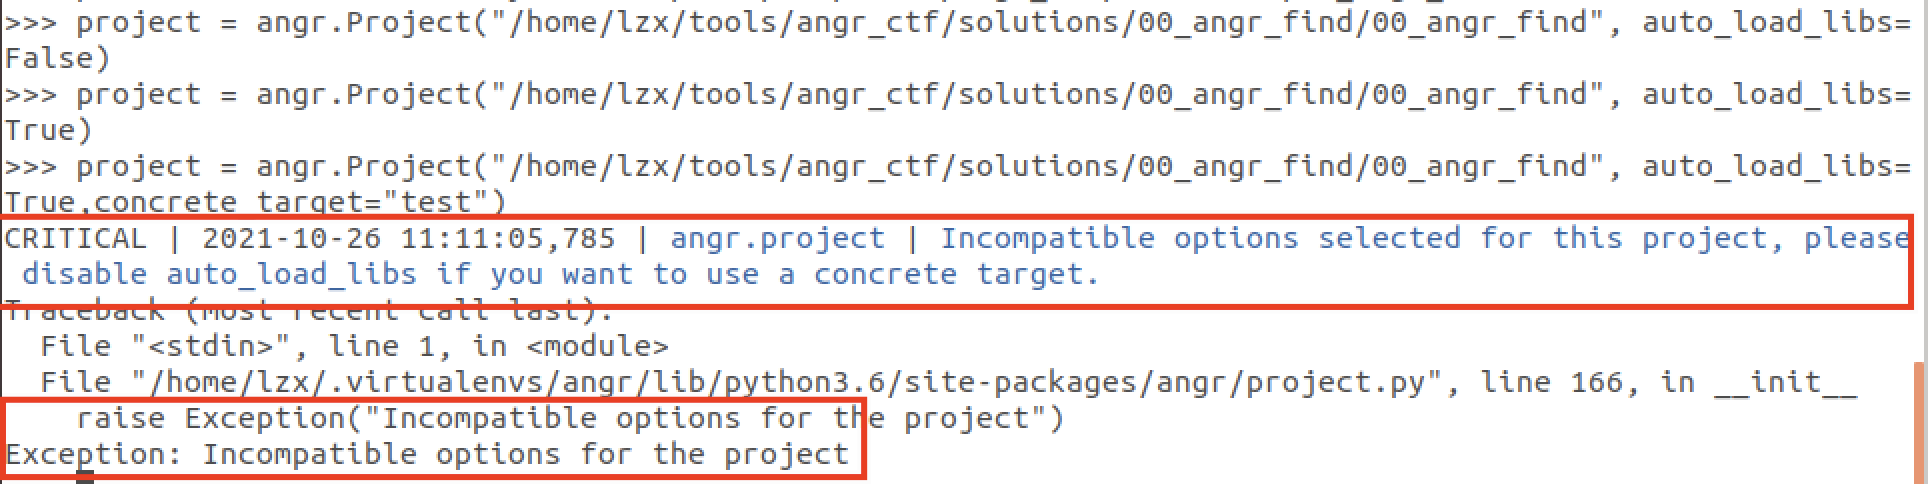 >>> project = angr.Project("/home/lzx/tools/angr_ctf/solutions/00_angr_find/00_angr_find", auto_load_libs=
False)
>>> project = angr.Project("/home/lzx/tools/angr_ctf/solutions/00_angr_find/00_angr_find", auto_load_libs=
True)
>>> project = angr.Project("/home/lzx/tools/angr_ctf/solutions/00_angr_find/00_angr_find", auto_load_libs=
True,concrete_target="test")
CRITICAL | 2021-10-26 11:11:05,785 | angr.project | Incompatible options selected for this project, please
 disable auto_load_libs if you want to use a concrete target.
Traceback (most recent call last):
  File "<stdin>", line 1, in <module>
  File "/home/lzx/.virtualenvs/angr/lib/python3.6/site-packages/angr/project.py", line 166, in __init__
    raise Exception("Incompatible options for the project")
Exception: Incompatible options for the project